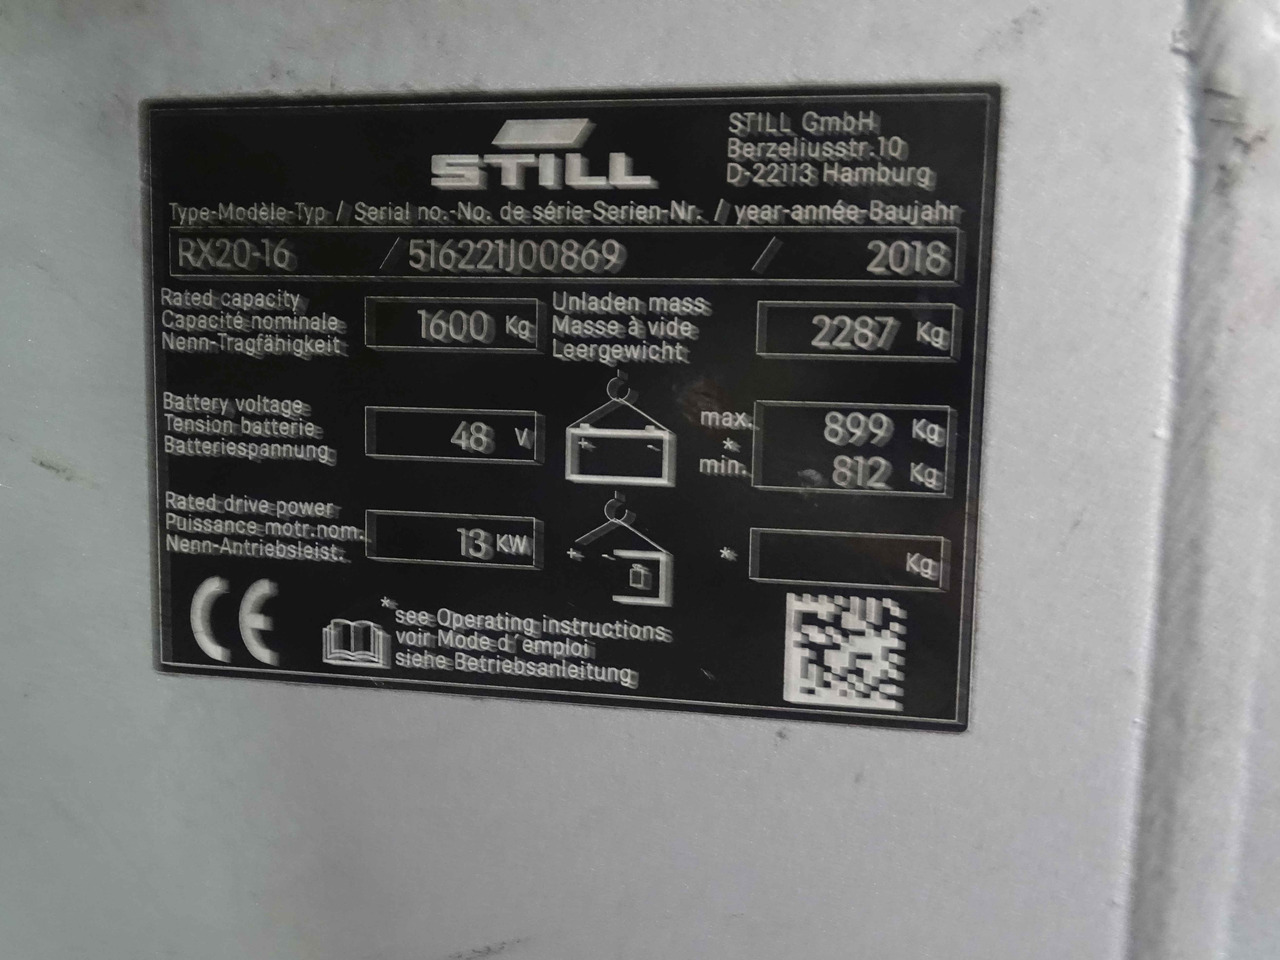 STILL
STILL GmbH
Berzeliusstr.10
D-22113 Hamburg
Type-Modèle-Typ / Serial no.-No. de série-Serien-Nr. / year-année-Baujahr
RX20-16 / 516221J00869 / 2018
Rated capacity
Capacité nominale
Nenn-Tragfähigkeit
1600 Kg
Unladen mass
Masse à vide
Leergewicht
2287 Kg
Battery voltage
Tension batterie
Batteriespannung
48 V
+ -
max.
*
min.
899 Kg
812 Kg
Rated drive power
Puissance motr.nom.
Nenn-Antriebsleist.
13 KW
+ -
*
Kg
CE
*see Operating instructions
voir Mode d'emploi
siehe Betriebsanleitung